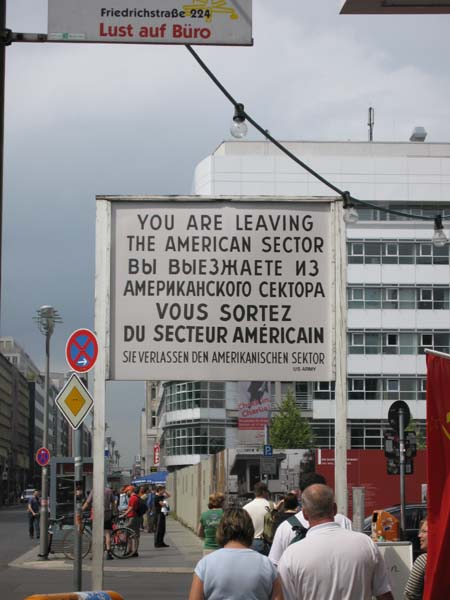 Friedrichstraße 224
Lust auf Büro
YOU ARE LEAVING
THE AMERICAN SECTOR
ВЫ ВЫЕЗЖАЕТЕ ИЗ
АМЕРИКАНСКОГО СЕКТОРА
VOUS SORTEZ
DU SECTEUR AMÉRICAIN
SIE VERLASSEN DEN AMERIKANISCHEN SEKTOR
US ARMY
Charlie
P